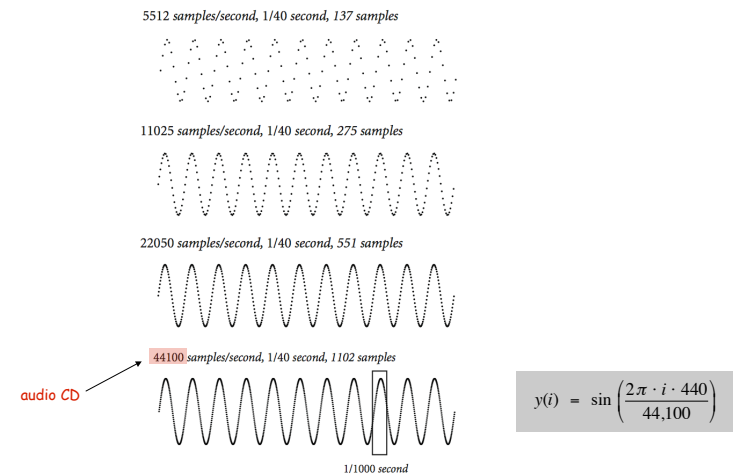 5512 samples/second, 1/40 second, 137 samples
11025 samples/second, 1/40 second, 275 samples
22050 samples/second, 1/40 second, 551 samples
44100 samples/second, 1/40 second, 1102 samples
audio CD
y(i) = sin (2π · i · 440 / 44,100)
1/1000 second